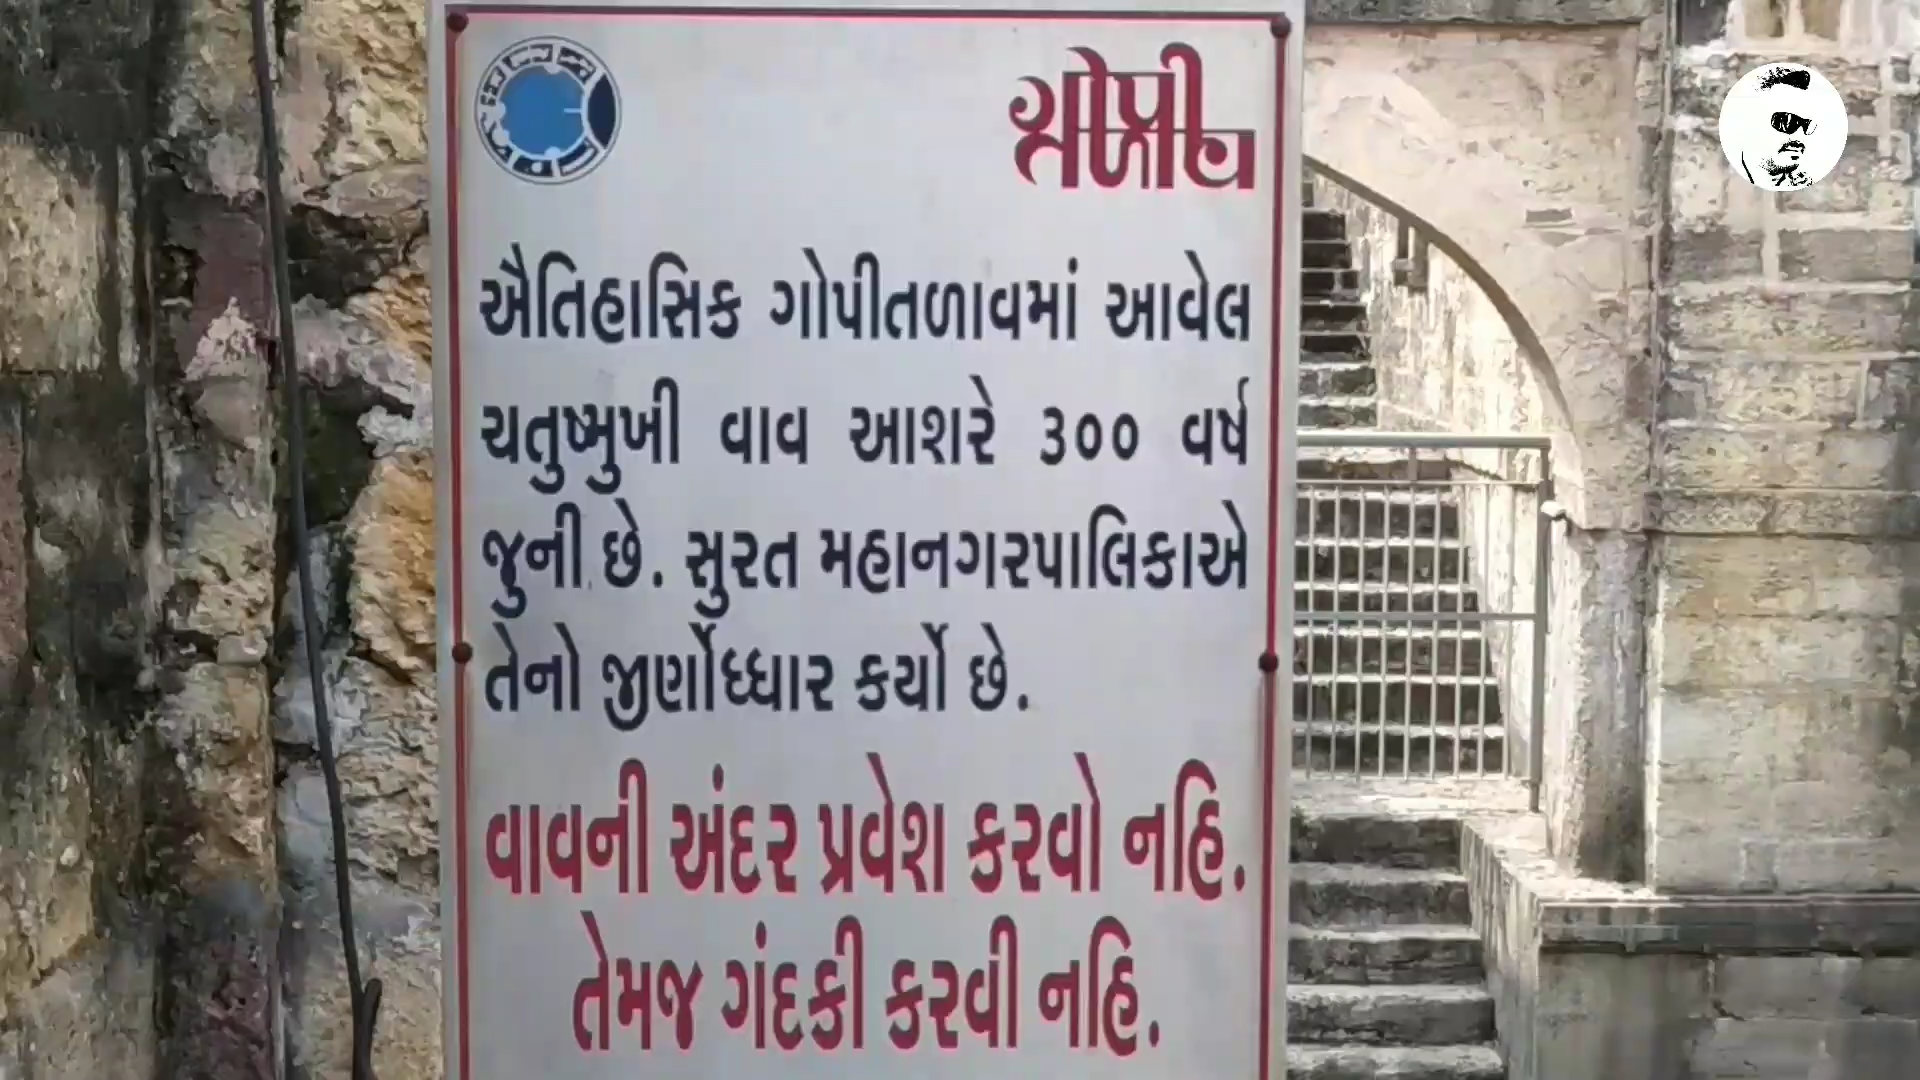 ગોપી
તળાવ
ઐતિહાસિક ગોપીતળાવમાં આવેલ
ચતુષ્મુખી વાવ આશરે ૩૦૦ વર્ષ
જુની છે. સુરત મહાનગરપાલિકાએ
તેનો જીર્ણોધ્ધાર કર્યો છે.
વાવની અંદર પ્રવેશ કરવો નહિ.
તેમજ ગંદકી કરવી નહિ.